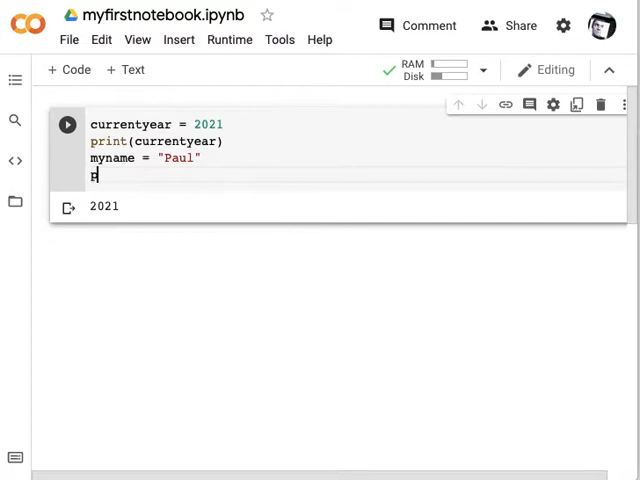 myfirstnotebook.ipynb
Comment
Share
File Edit View Insert Runtime Tools Help
+ Code + Text
RAM
Disk
Editing
currentyear = 2021
print(currentyear)
myname = "Paul"
p
2021